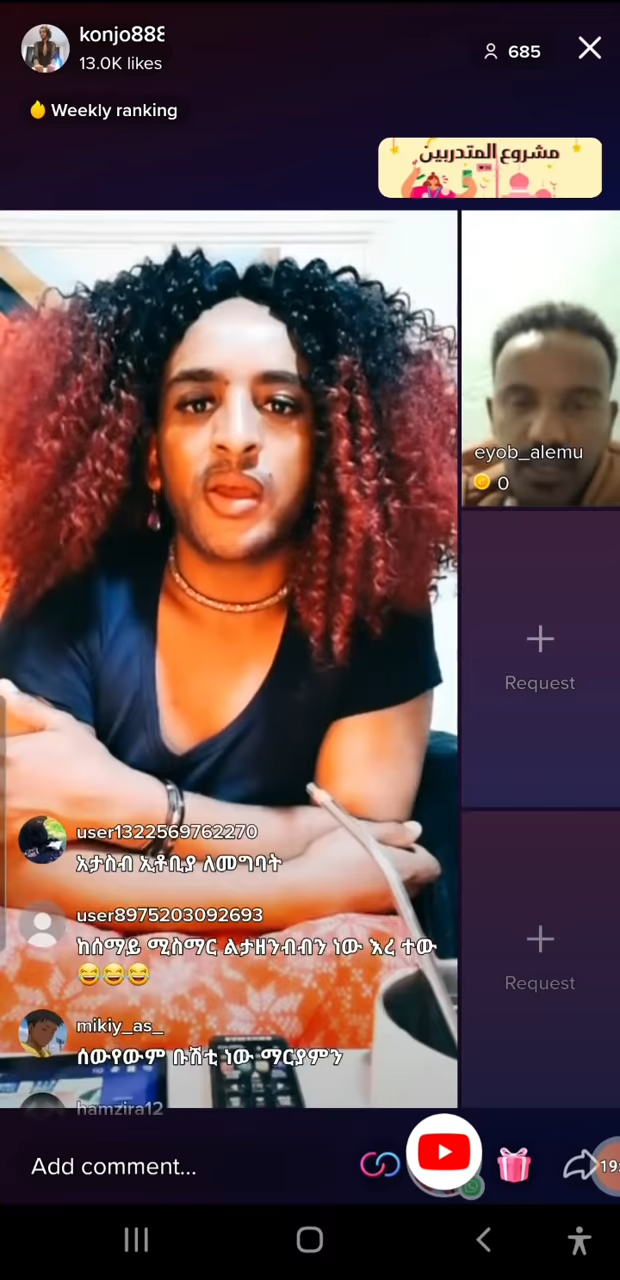 konjo888
13.0K likes
685
Weekly ranking
مشروع المتدربين
eyob_alemu
0
Request
user1322569762270
አታስብ ኢቶቢያ ለመግባት
user8975203092693
ከሰማይ ሚስማር ልታዘንብብን ነው እረ ተው
😂😂😂
Request
mikiy_as_
ሰውየውም ቡሽቲ ነው ማርያምን
hamzira12
Add comment...
19: